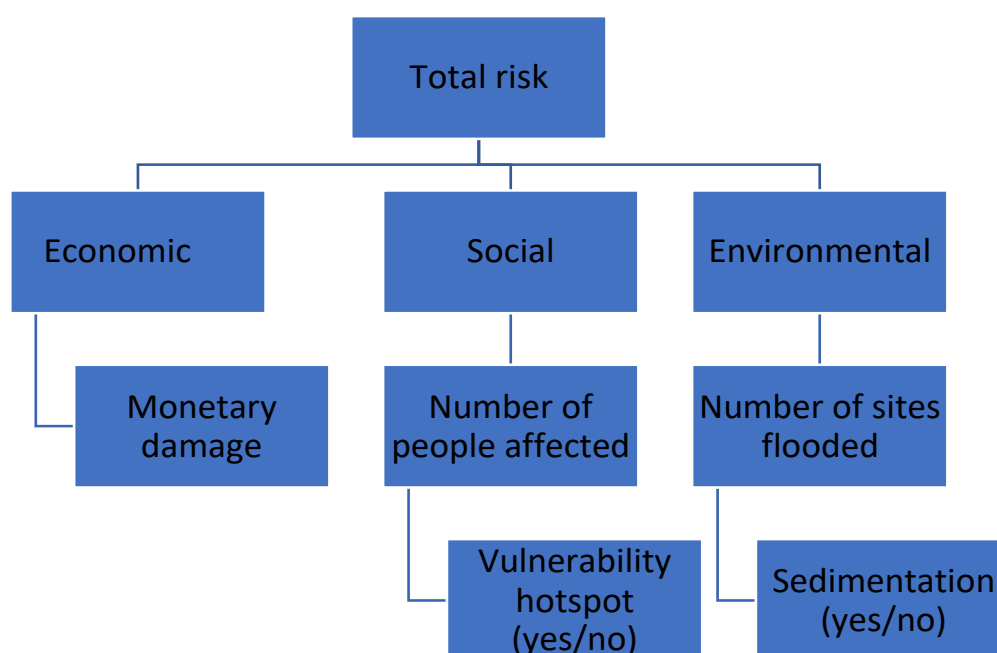 Total risk
Economic
Social
Environmental
Monetary
damage
Number of
people affected
Number of sites
flooded
Vulnerability
hotspot
(yes/no)
Sedimentation
(yes/no)